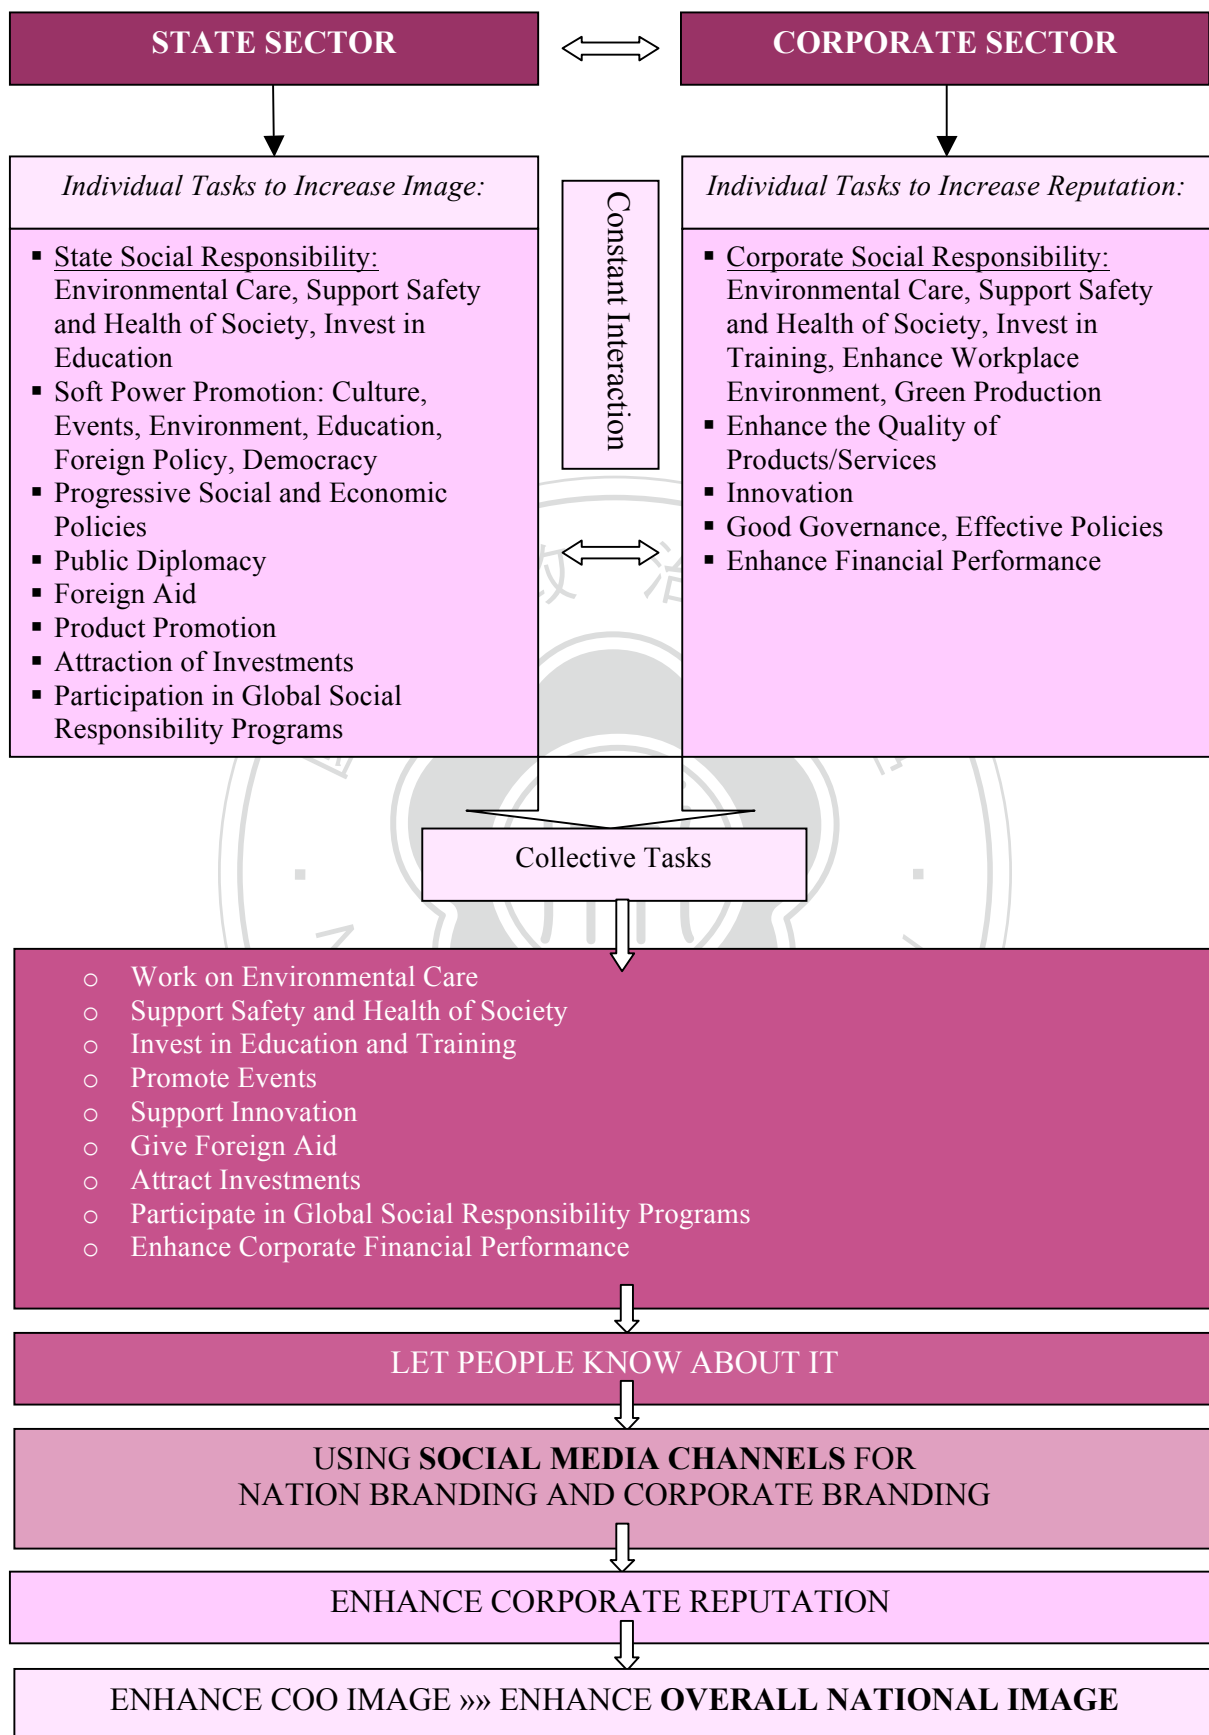 STATE SECTOR
CORPORATE SECTOR
Individual Tasks to Increase Image:
▪ State Social Responsibility:
Environmental Care, Support Safety
and Health of Society, Invest in
Education
▪ Soft Power Promotion: Culture,
Events, Environment, Education,
Foreign Policy, Democracy
▪ Progressive Social and Economic
Policies
▪ Public Diplomacy
▪ Foreign Aid
▪ Product Promotion
▪ Attraction of Investments
▪ Participation in Global Social
Responsibility Programs
Constant Interaction
Individual Tasks to Increase Reputation:
▪ Corporate Social Responsibility:
Environmental Care, Support Safety
and Health of Society, Invest in
Training, Enhance Workplace
Environment, Green Production
▪ Enhance the Quality of
Products/Services
▪ Innovation
▪ Good Governance, Effective Policies
▪ Enhance Financial Performance
政 治
Collective Tasks
o Work on Environmental Care
o Support Safety and Health of Society
o Invest in Education and Training
o Promote Events
o Support Innovation
o Give Foreign Aid
o Attract Investments
o Participate in Global Social Responsibility Programs
o Enhance Corporate Financial Performance
LET PEOPLE KNOW ABOUT IT
USING SOCIAL MEDIA CHANNELS FOR
NATION BRANDING AND CORPORATE BRANDING
ENHANCE CORPORATE REPUTATION
ENHANCE COO IMAGE »» ENHANCE OVERALL NATIONAL IMAGE